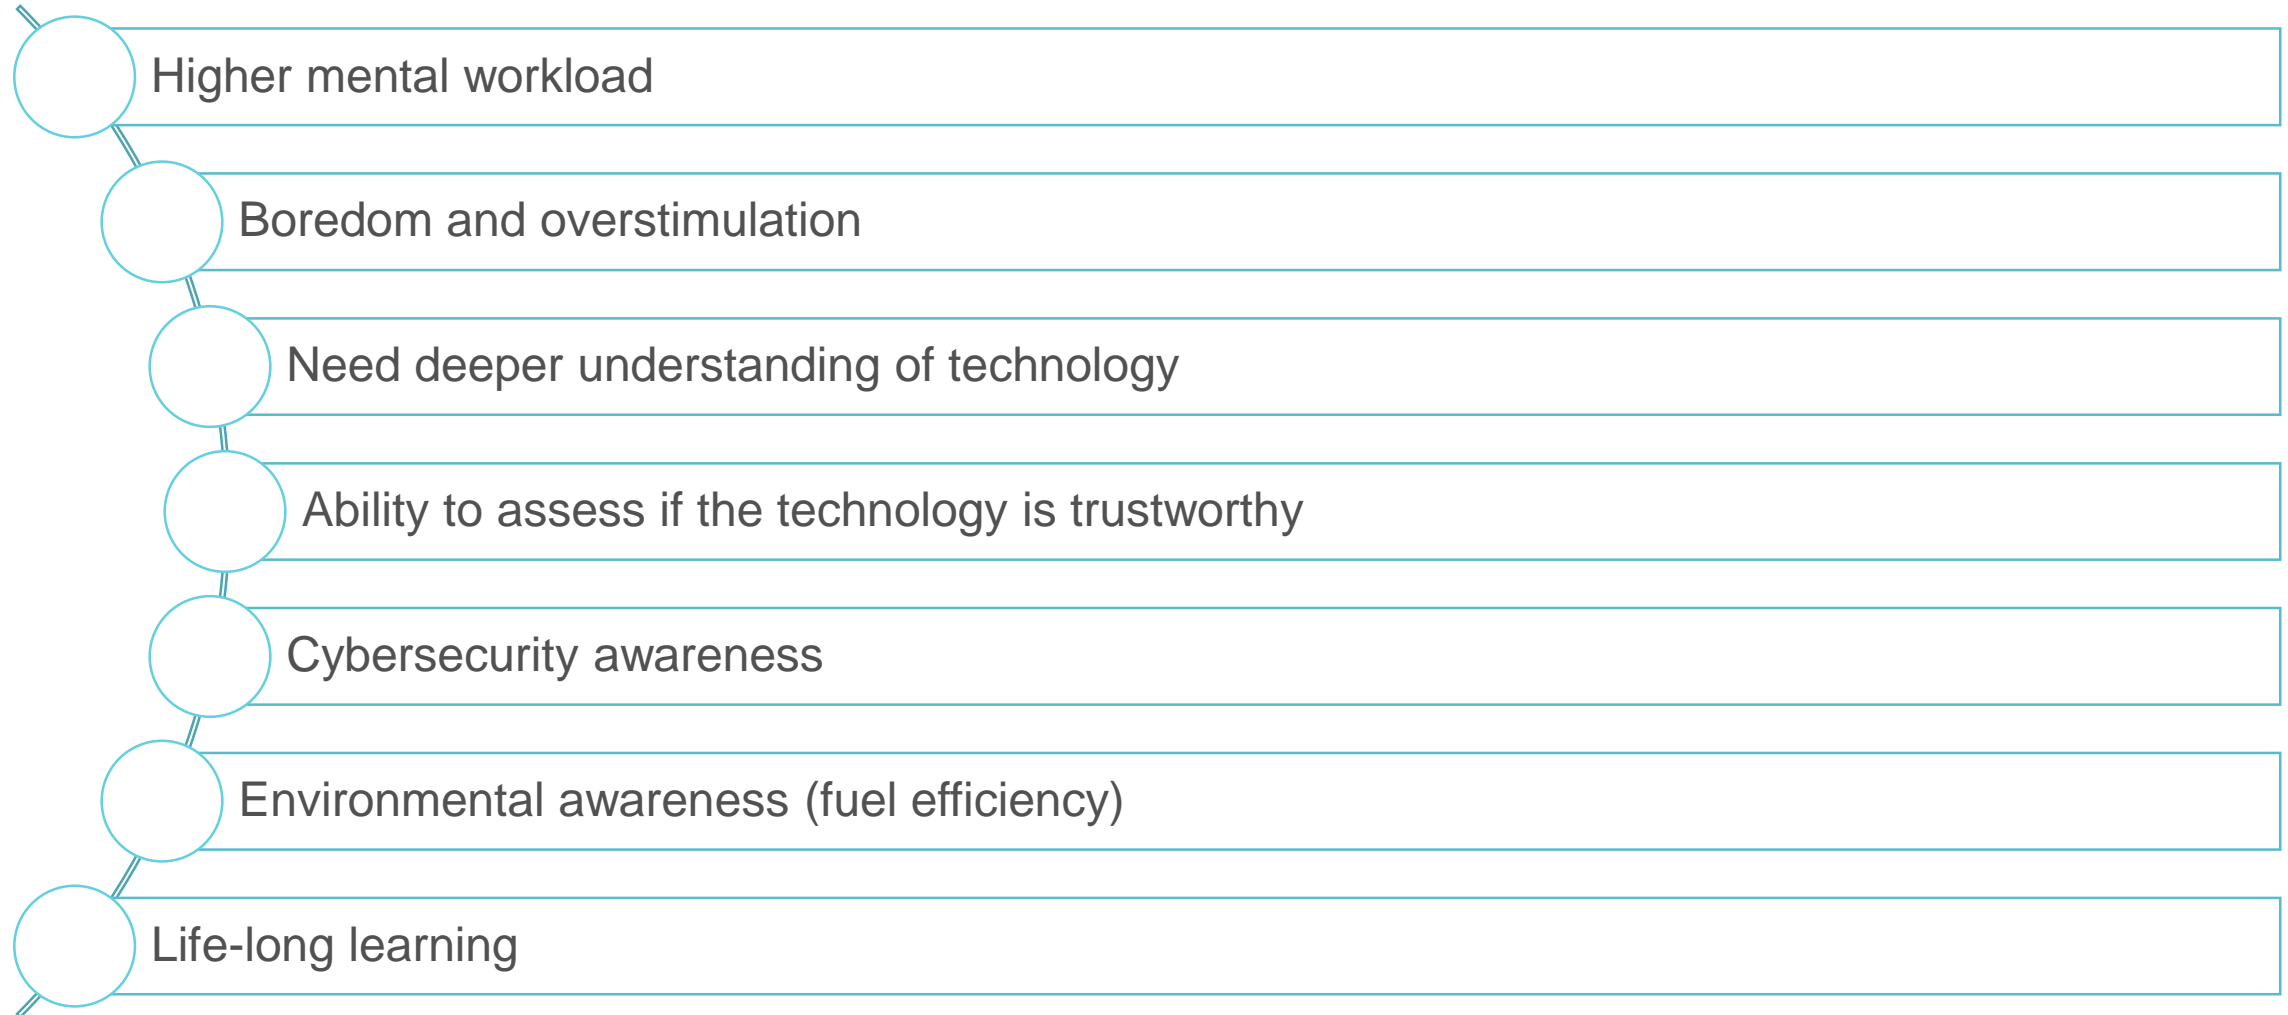 Higher mental workload
Boredom and overstimulation
Need deeper understanding of technology
Ability to assess if the technology is trustworthy
Cybersecurity awareness
Environmental awareness (fuel efficiency)
Life-long learning